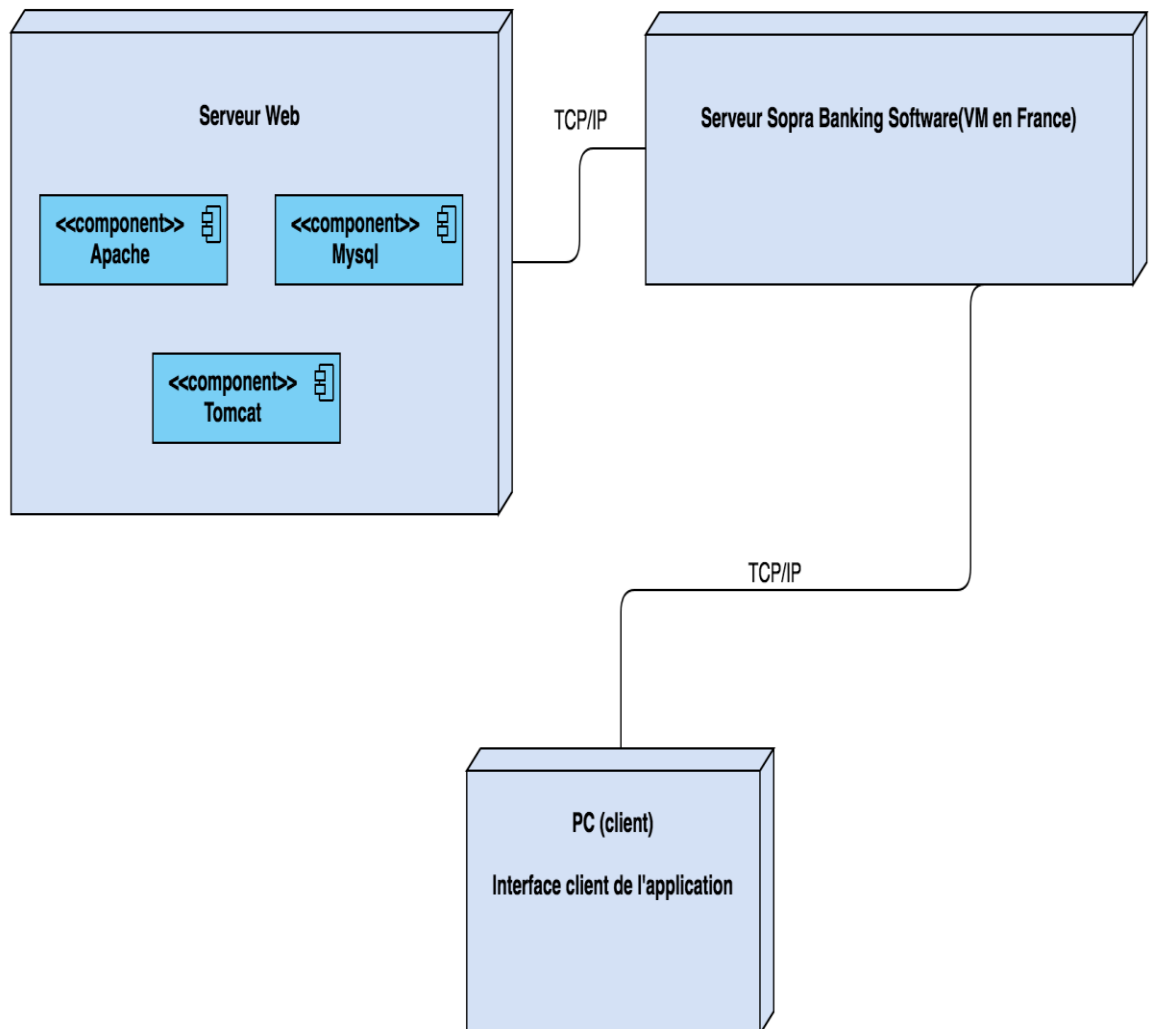 Serveur Web
<<component>>
Apache
<<component>>
Mysql
<<component>>
Tomcat
TCP/IP
Serveur Sopra Banking Software(VM en France)
TCP/IP
PC (client)
Interface client de l'application